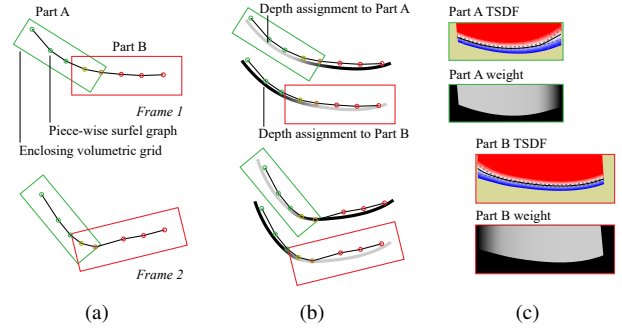 Part A
Part B
Frame 1
Piece-wise surfel graph
Enclosing volumetric grid
Frame 2
(a)
Depth assignment to Part A
Depth assignment to Part B
(b)
Part A TSDF
Part A weight
Part B TSDF
Part B weight
(c)